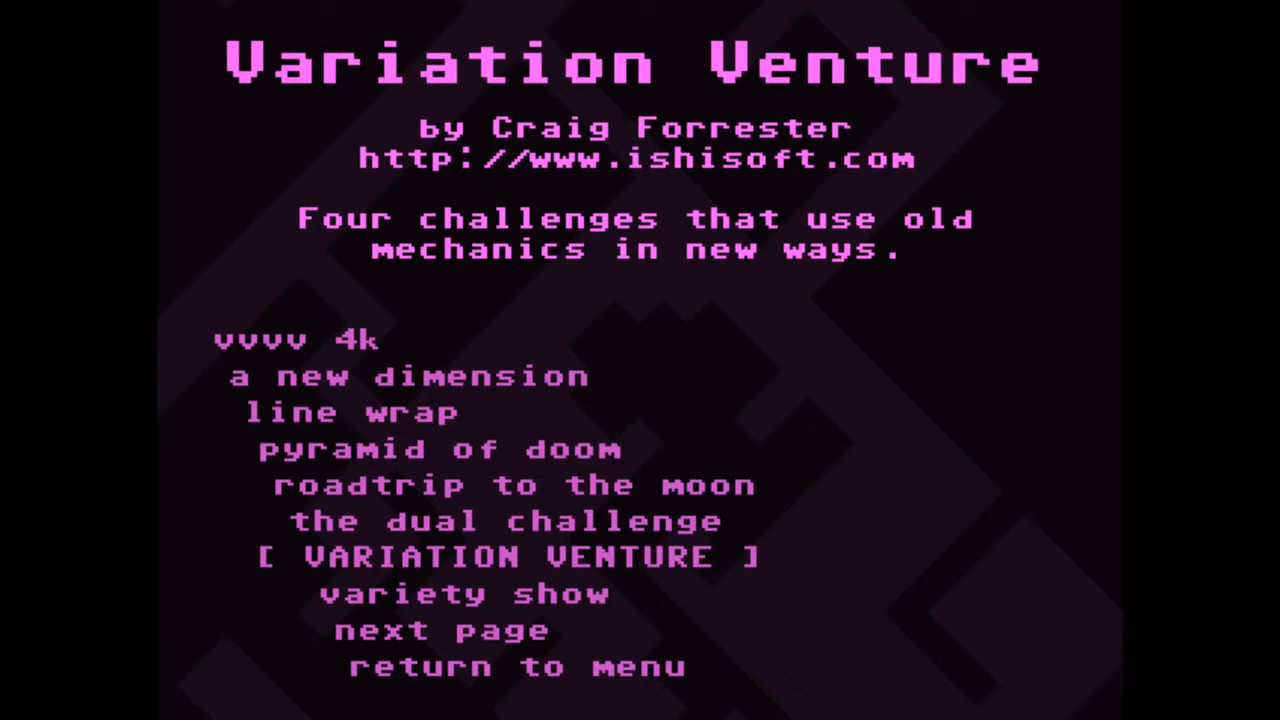 Variation Venture
by Craig Forrester
http://www.ishisoft.com
Four challenges that use old
mechanics in new ways.
vvvv 4k
a new dimension
line wrap
pyramid of doom
roadtrip to the moon
the dual challenge
[ VARIATION VENTURE ]
variety show
next page
return to menu